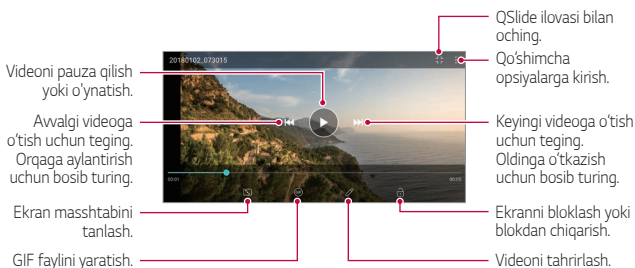 QSlide ilovasi bilan
oching.
Qo'shimcha
opsiyalarga kirish.
20180102_073015
Videoni pauza qilish
yoki o'ynatish.
Avvalgi videoga
o'tish uchun teging.
Orqaga aylantirish
uchun bosib turing.
Keyingi videoga o'tish
uchun teging.
Oldinga o'tkazish
uchun bosib turing.
00:01
00:05
GIF
Ekran masshtabini
tanlash.
Ekranni bloklash yoki
blokdan chiqarish.
GIF faylini yaratish.
Videoni tahrirlash.